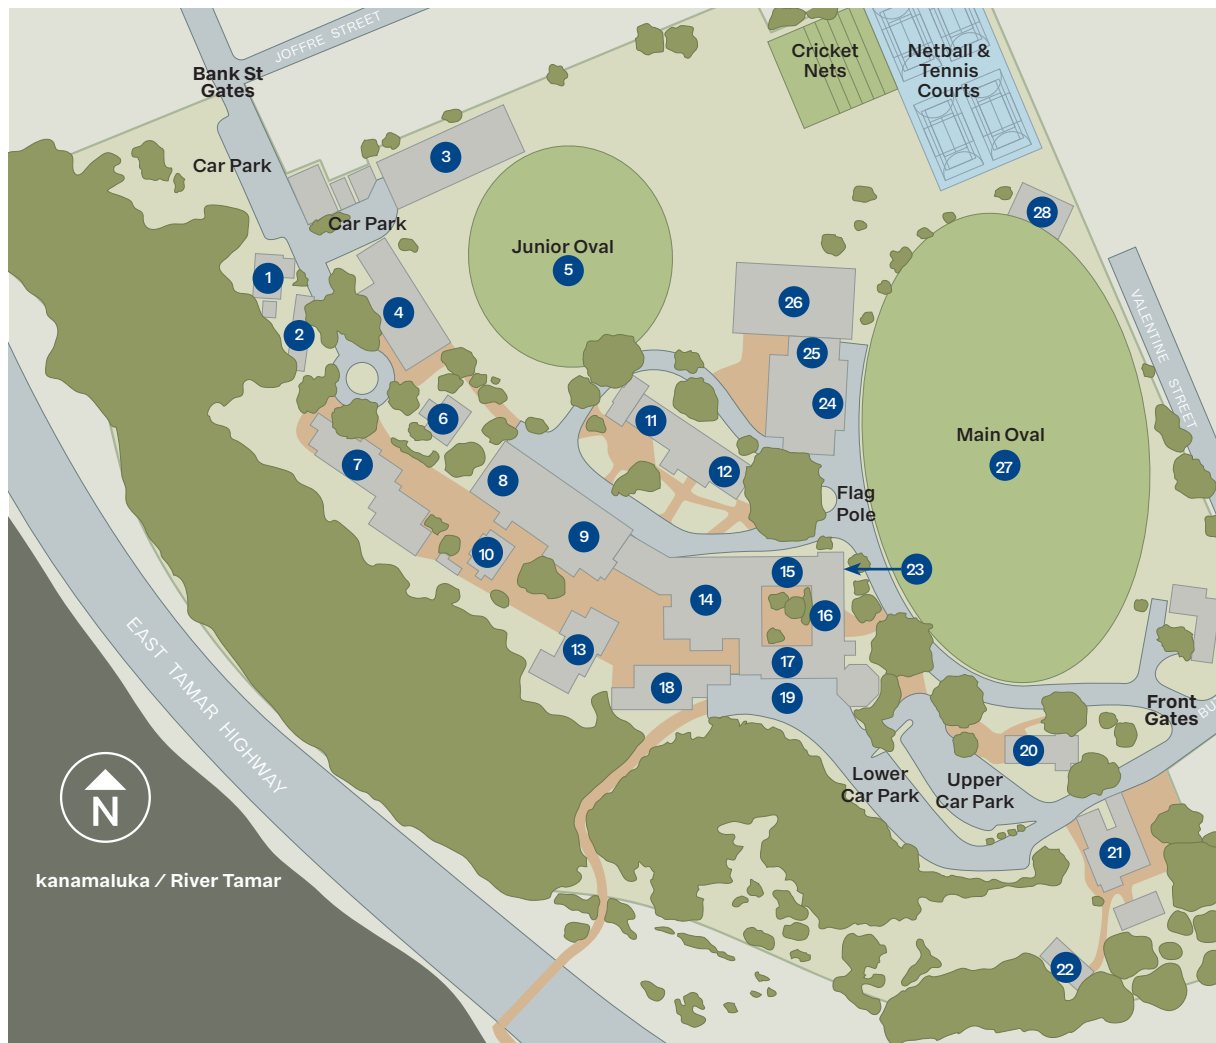 JOFFRE STREET
Bank St
Gates
Cricket
Nets
Netball &
Tennis
Courts
Car Park
3
Car Park
28
Junior Oval
5
1
26
4
2
25
VALENTINE STREET
24
6
11
Main Oval
27
7
12
8
Flag
Pole
9
10
15
23
14
16
13
17
18
19
EAST TAMAR HIGHWAY
Front
Gates
20
Lower
Car Park
Upper
Car Park
N
21
kanamaluka / River Tamar
22